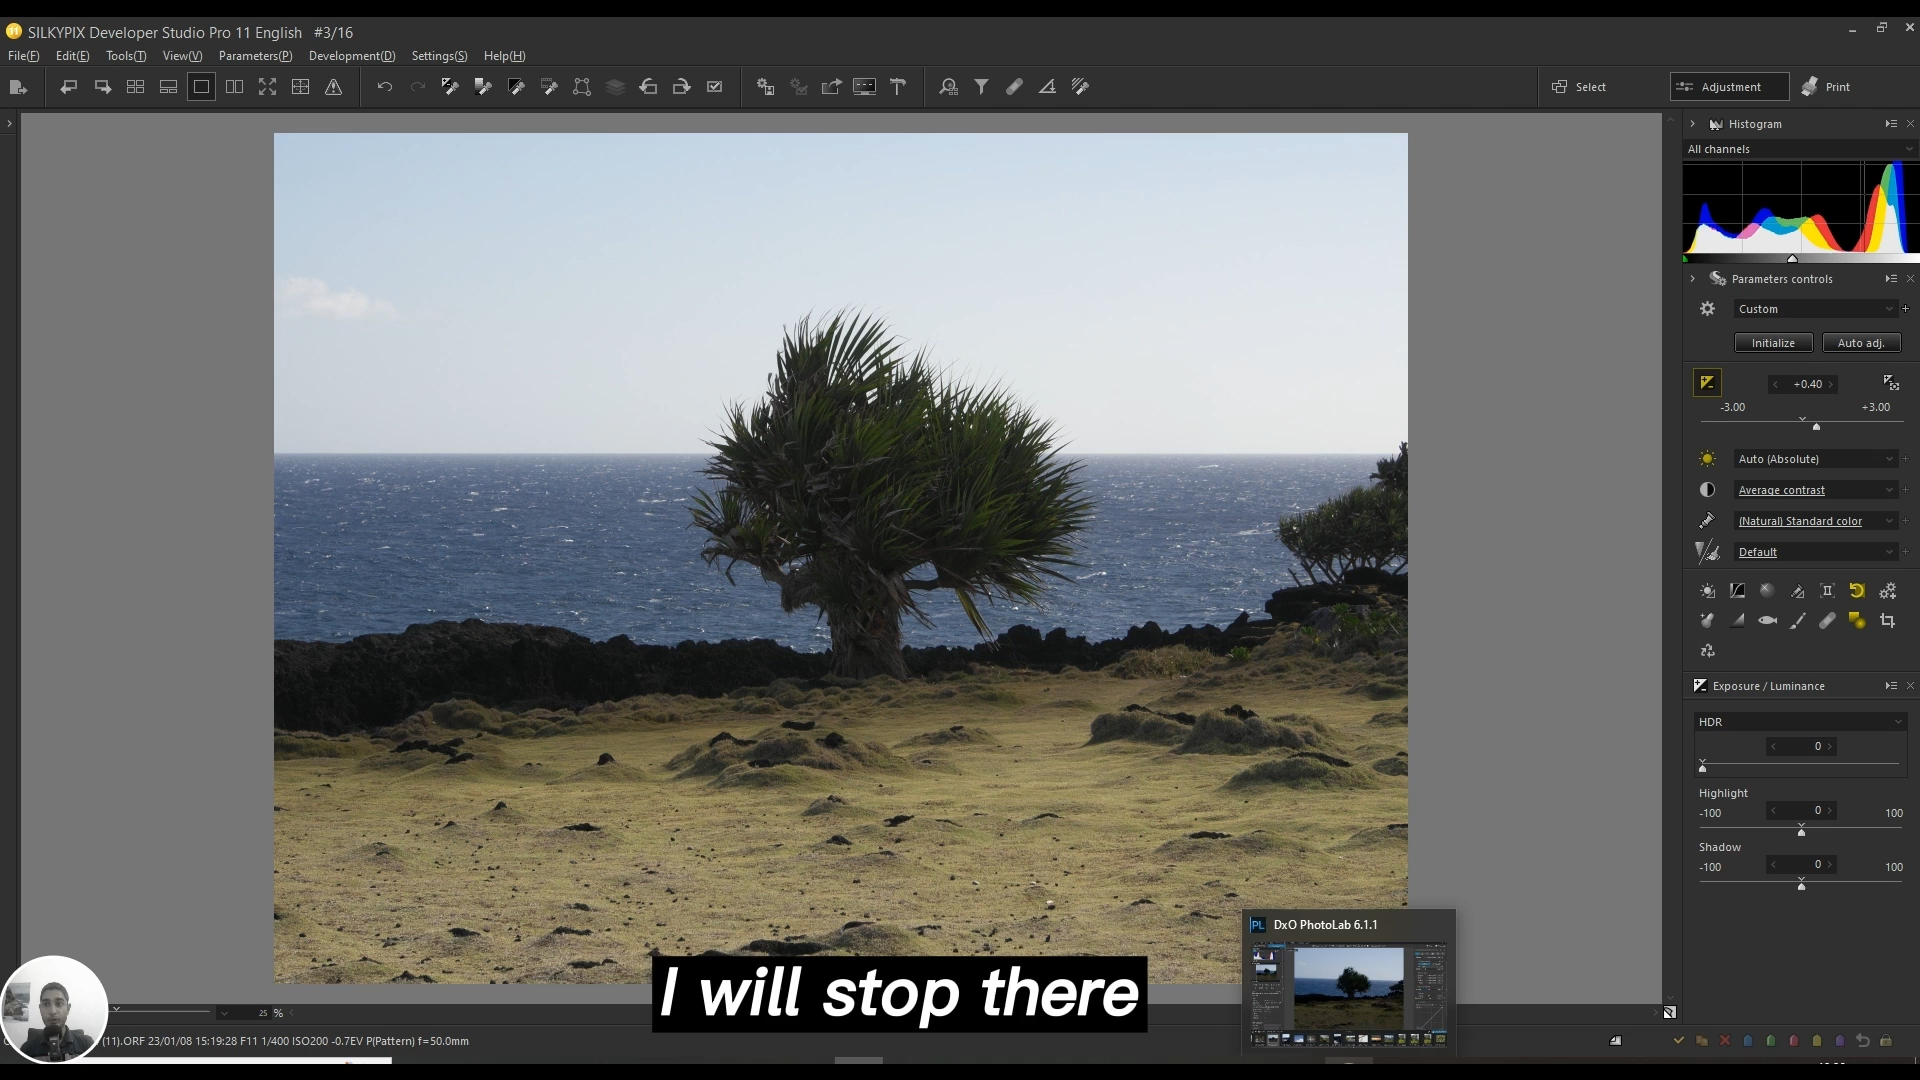 SILKYPIX Developer Studio Pro 11 English #3/16
File(F) Edit(E) Tools(T) View(V) Parameters(P) Development(D) Settings(S) Help(H)
Select
Adjustment
Print
Histogram
All channels
Parameters controls
Custom
Initialize Auto adj.
+0.40
-3.00 +3.00
Auto (Absolute)
Average contrast
(Natural) Standard color
Default
Exposure / Luminance
HDR
0
Highlight
-100 0 100
Shadow
-100 0 100
PL DxO PhotoLab 6.1.1
I will stop there
25 %
(11).ORF 23/01/08 15:19:28 F11 1/400 ISO200 -0.7EV P(Pattern) f=50.0mm